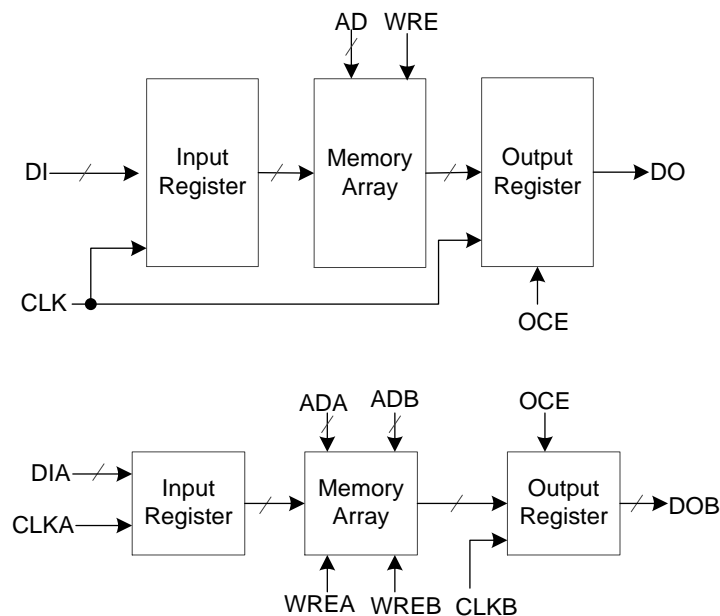 AD WRE
DI
Input
Register
Memory
Array
Output
Register
DO
CLK
OCE
ADA ADB OCE
DIA
CLKA
Input
Register
Memory
Array
Output
Register
DOB
WREA WREB CLKB